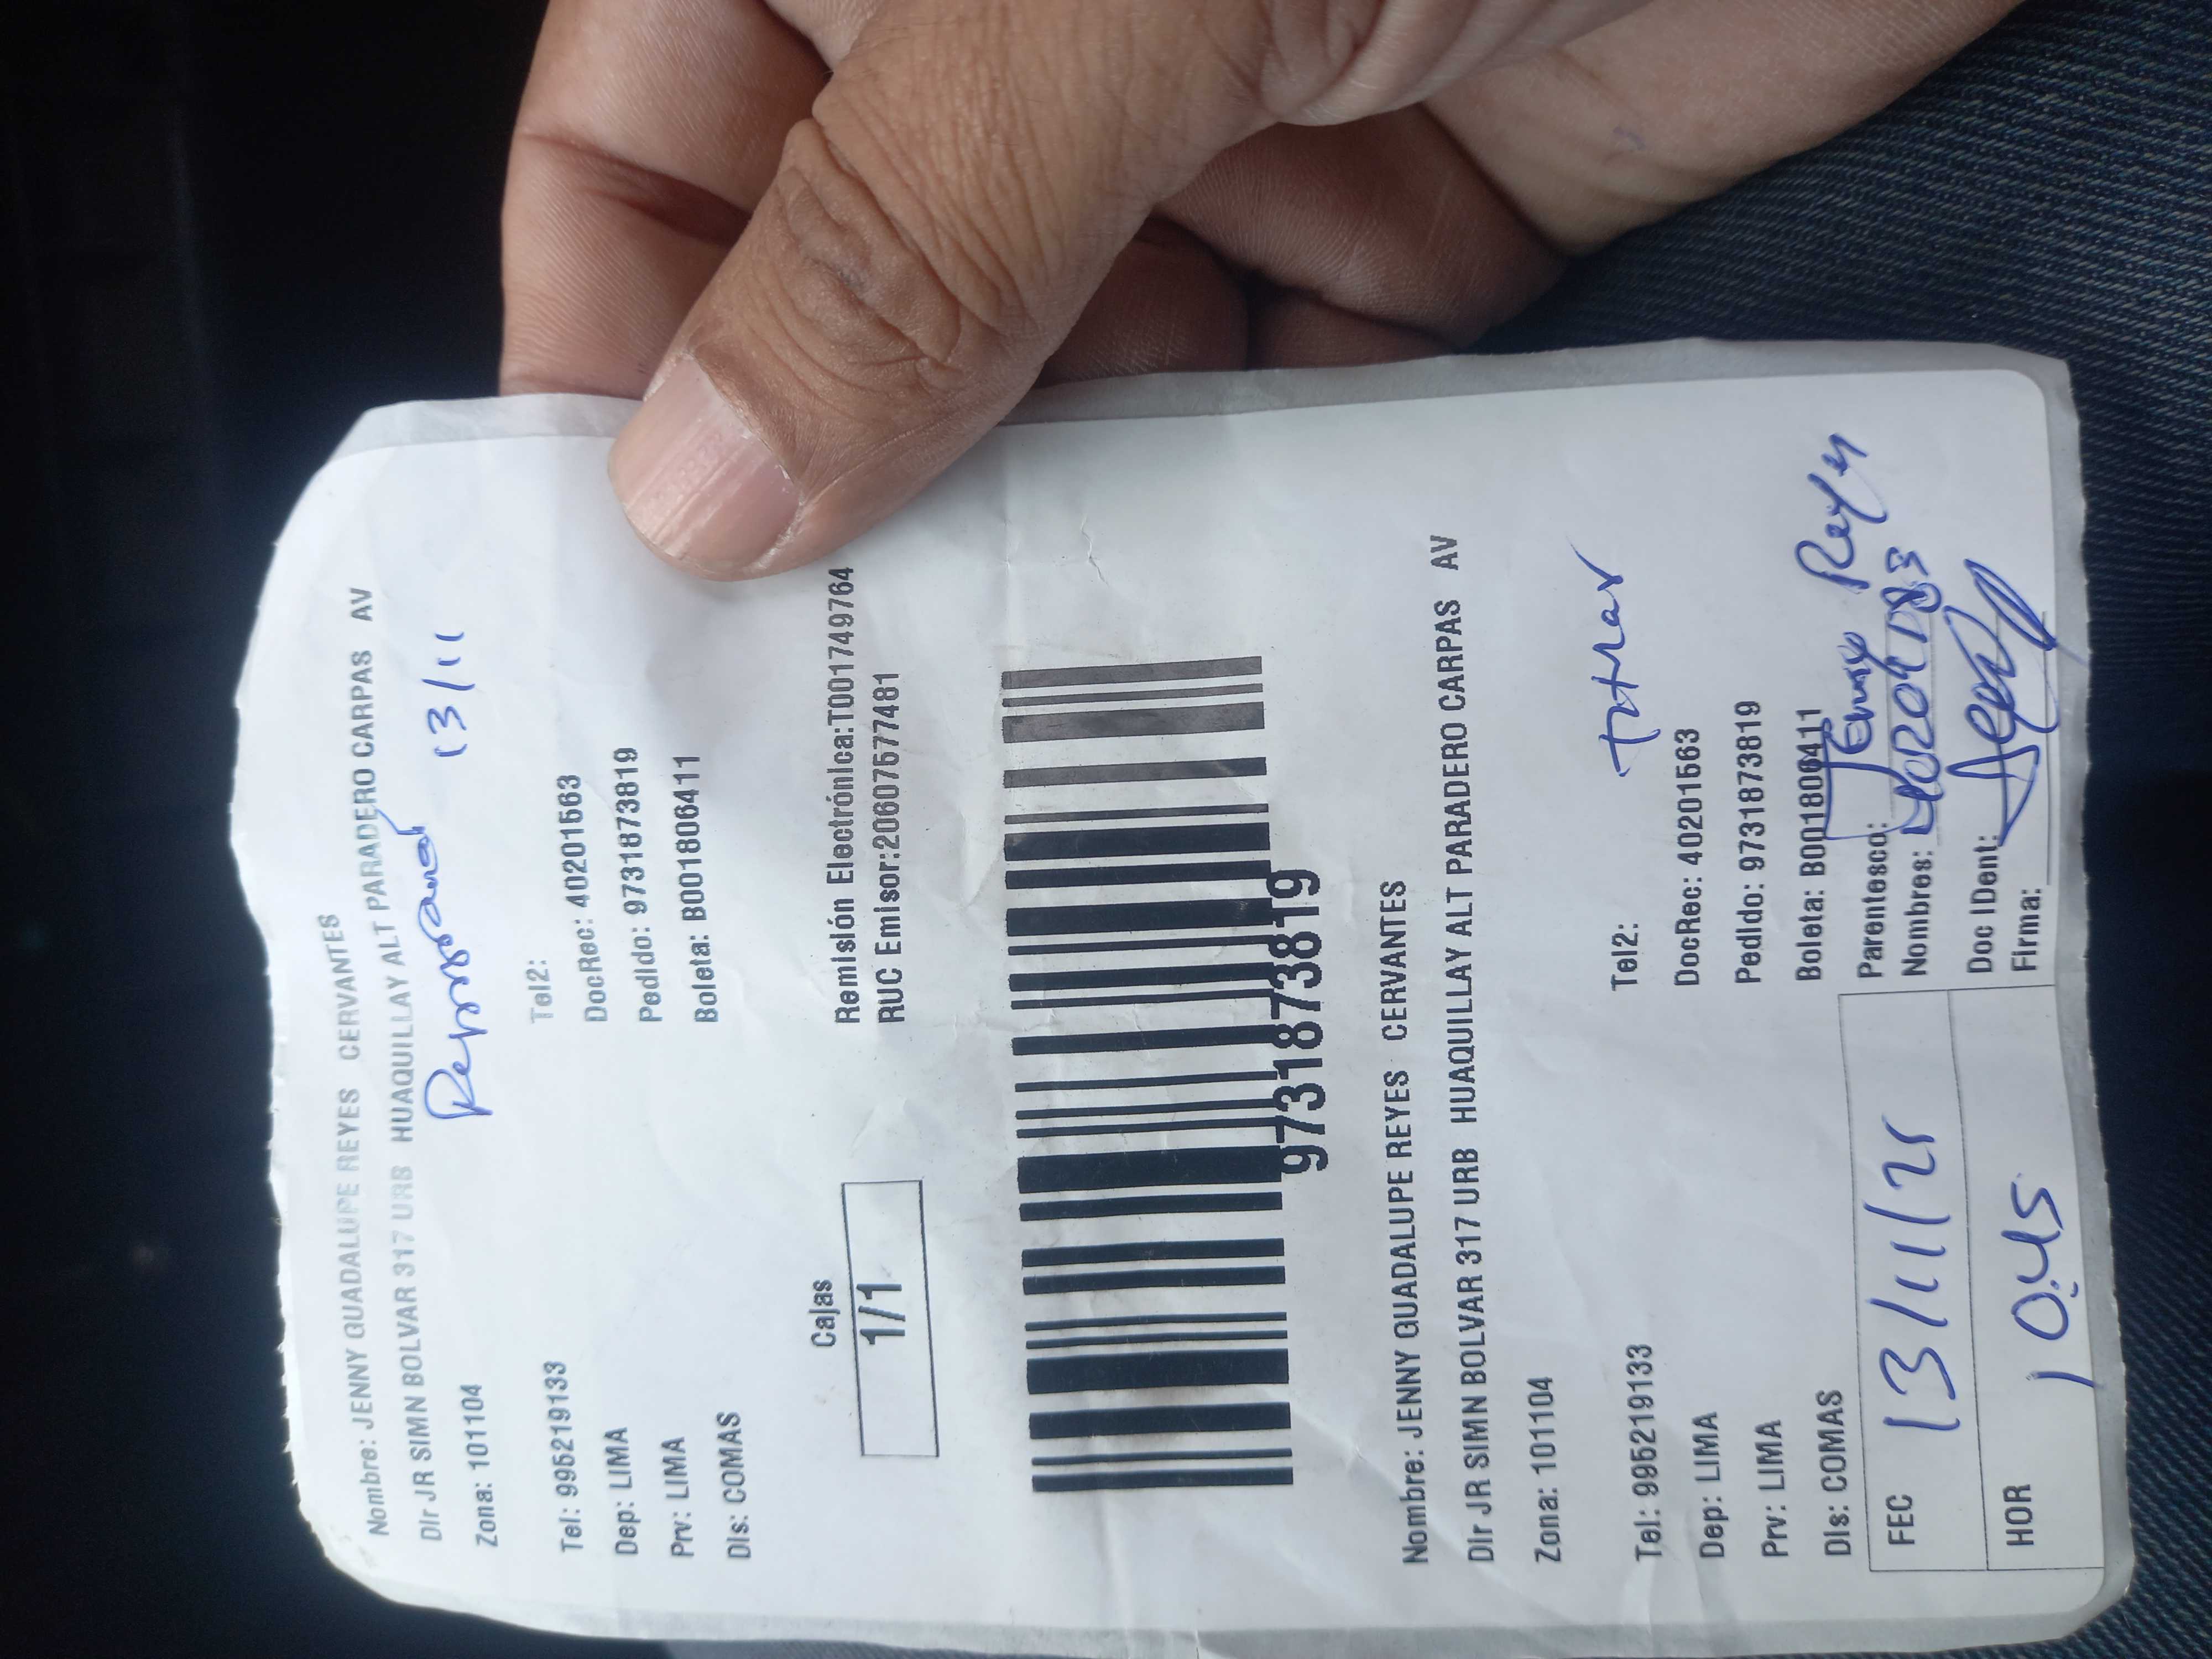 Nombre: JENNY GUADALUPE REYES CERVANTES
Dir JR SIMN BOLVAR 317 URB HUAQUILLAY ALT PARADERO CARPAS AV
13/11
Zona: 101104
Tel: 995219133 Tel2:
Dep: LIMA DocRec: 40201563
Prv: LIMA Pedido: 9731873819
Dis: COMAS Boleta: B001806411
Cajas
1/1
Remisión Electrónica:T001749764
RUC Emisor:20607577481
9731873819
Nombre: JENNY GUADALUPE REYES CERVANTES
Dir JR SIMN BOLVAR 317 URB HUAQUILLAY ALT PARADERO CARPAS AV
Zona: 101104
Tel: 995219133 Tel2:
Dep: LIMA DocRec: 40201563
Prv: LIMA Pedido: 9731873819
Dis: COMAS Boleta: B001806411
FEC 13/11/25
HOR 10:45
Parentesco:
Nombres: Reyes
Doc IDent:
Firma: